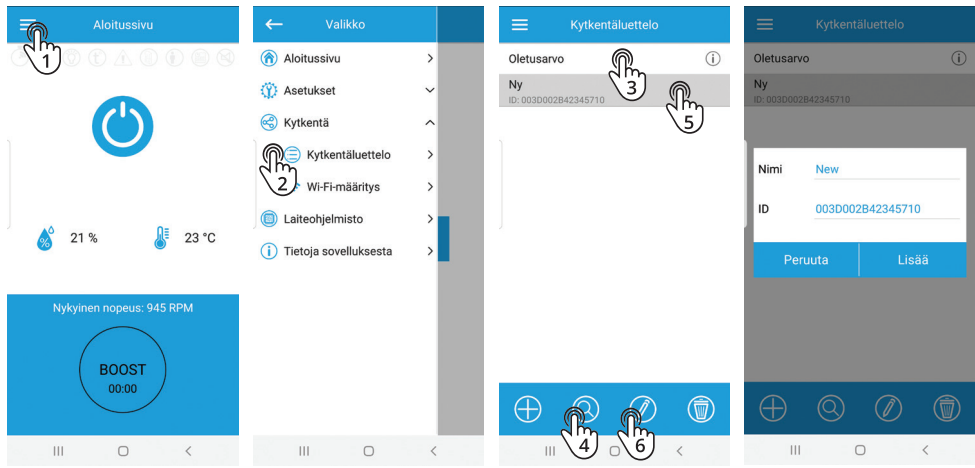 Aloitussivu
1
21 %
23 °C
Nykyinen nopeus: 945 RPM
BOOST
00:00
Valikko
Aloitussivu
Asetukset
Kytkentä
Kytkentäluettelo
2
Wi-Fi-määritys
Laiteohjelmisto
Tietoja sovelluksesta
Kytkentäluettelo
Oletusarvo
3
Ny
ID: 003D002B42345710
5
4
6
Kytkentäluettelo
Oletusarvo
Ny
ID: 003D002B42345710
Nimi New
ID 003D002B42345710
Peruuta Lisää